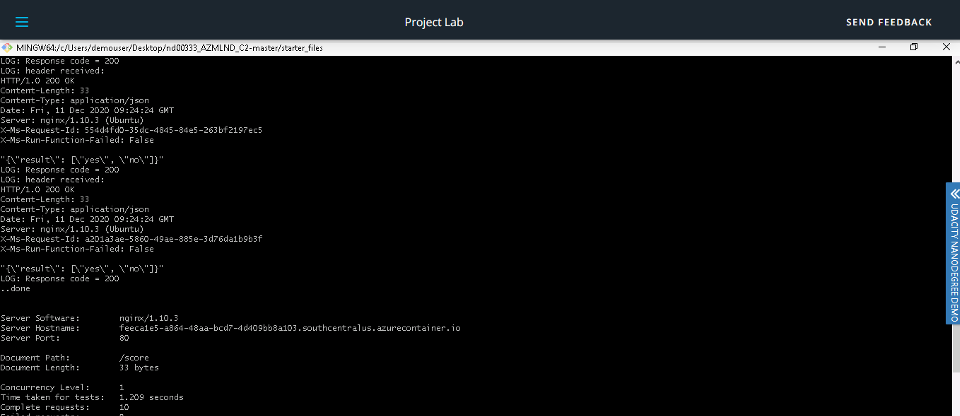 Project Lab
SEND FEEDBACK
MINGW64:/c/Users/demouser/Desktop/nd00333_AZMLND_C2-master/starter_files
LOG: Response code = 200
LOG: header received:
HTTP/1.0 200 OK
Content-Length: 33
Content-Type: application/json
Date: Fri, 11 Dec 2020 09:24:24 GMT
Server: nginx/1.10.3 (Ubuntu)
X-Ms-Request-Id: 554d4fd0-35dc-4845-84e5-263bf2197ec5
X-Ms-Run-Function-Failed: False
"{\"result\": [\"yes\", \"no\"]}"
LOG: Response code = 200
LOG: header received:
HTTP/1.0 200 OK
Content-Length: 33
Content-Type: application/json
Date: Fri, 11 Dec 2020 09:24:24 GMT
Server: nginx/1.10.3 (Ubuntu)
X-Ms-Request-Id: a201a3ae-5860-49ae-885e-3d76da1b9b3f
X-Ms-Run-Function-Failed: False
"{\"result\": [\"yes\", \"no\"]}"
LOG: Response code = 200
..done
Server Software: nginx/1.10.3
Server Hostname: feeca1e5-a864-48aa-bcd7-4d409bb8a103.southcentralus.azurecontainer.io
Server Port: 80
Document Path: /score
Document Length: 33 bytes
Concurrency Level: 1
Time taken for tests: 1.209 seconds
Complete requests: 10
UDACITY NANODEGREE DEMO